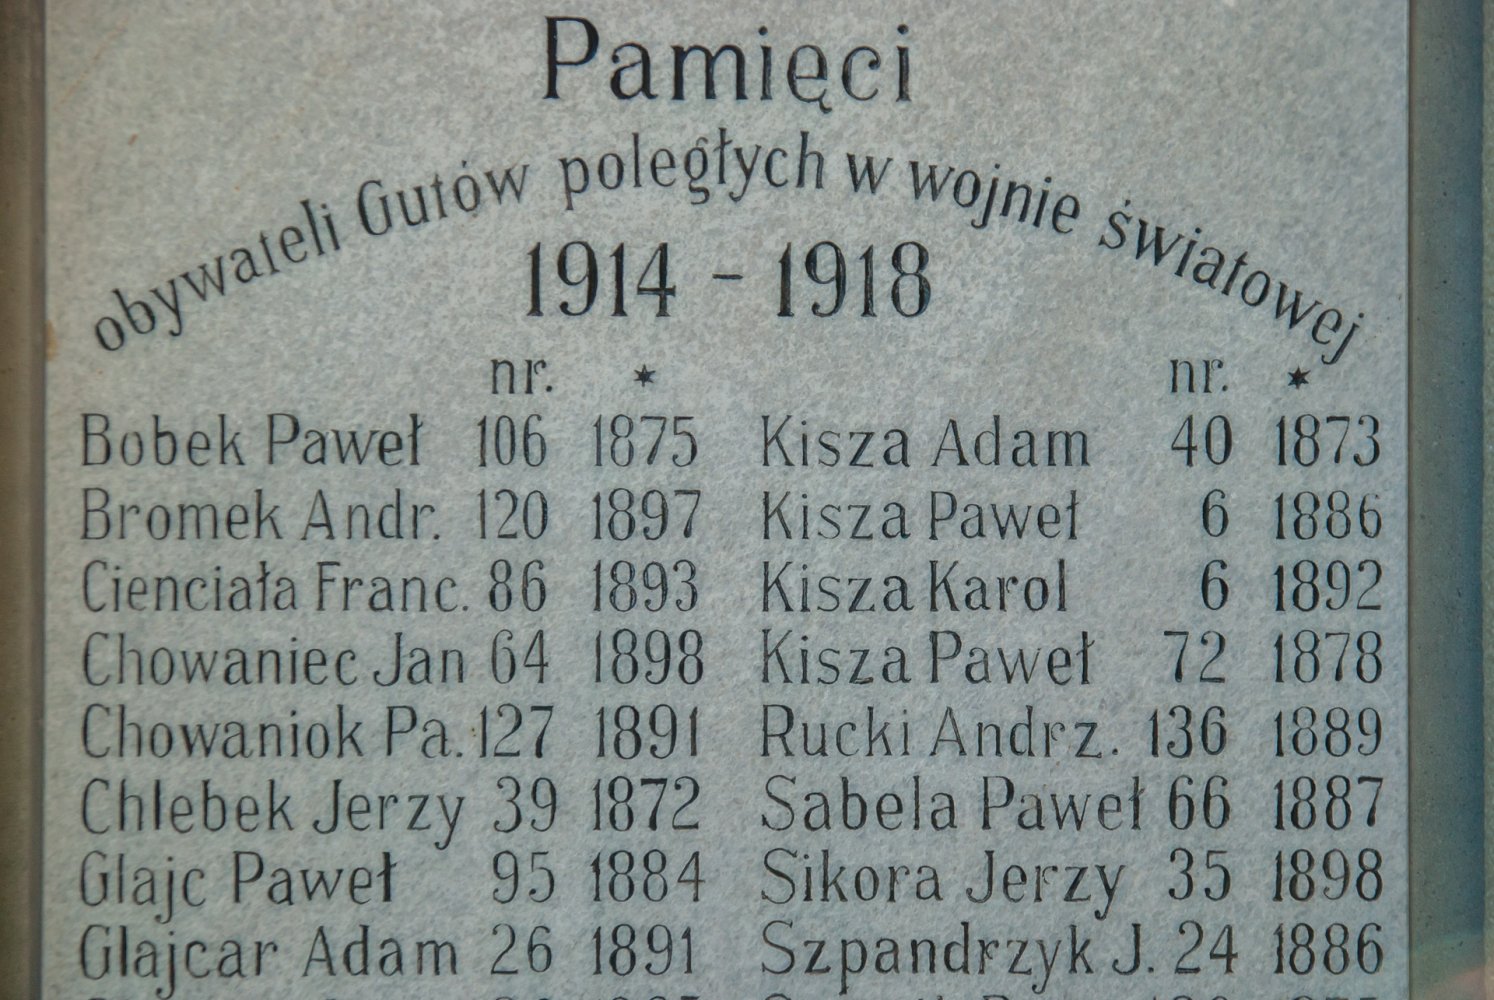 Pamięci
obywateli Gutów poległych w wojnie światowej
1914 - 1918
nr. * nr. *
Bobek Paweł 106 1875 Kisza Adam 40 1873
Bromek Andr. 120 1897 Kisza Paweł 6 1886
Cienciała Franc. 86 1893 Kisza Karol 6 1892
Chowaniec Jan 64 1898 Kisza Paweł 72 1878
Chowaniok Pa. 127 1891 Rucki Andrz. 136 1889
Chlebek Jerzy 39 1872 Sabela Paweł 66 1887
Glajc Paweł 95 1884 Sikora Jerzy 35 1898
Glajcar Adam 26 1891 Szpandrzyk J. 24 1886